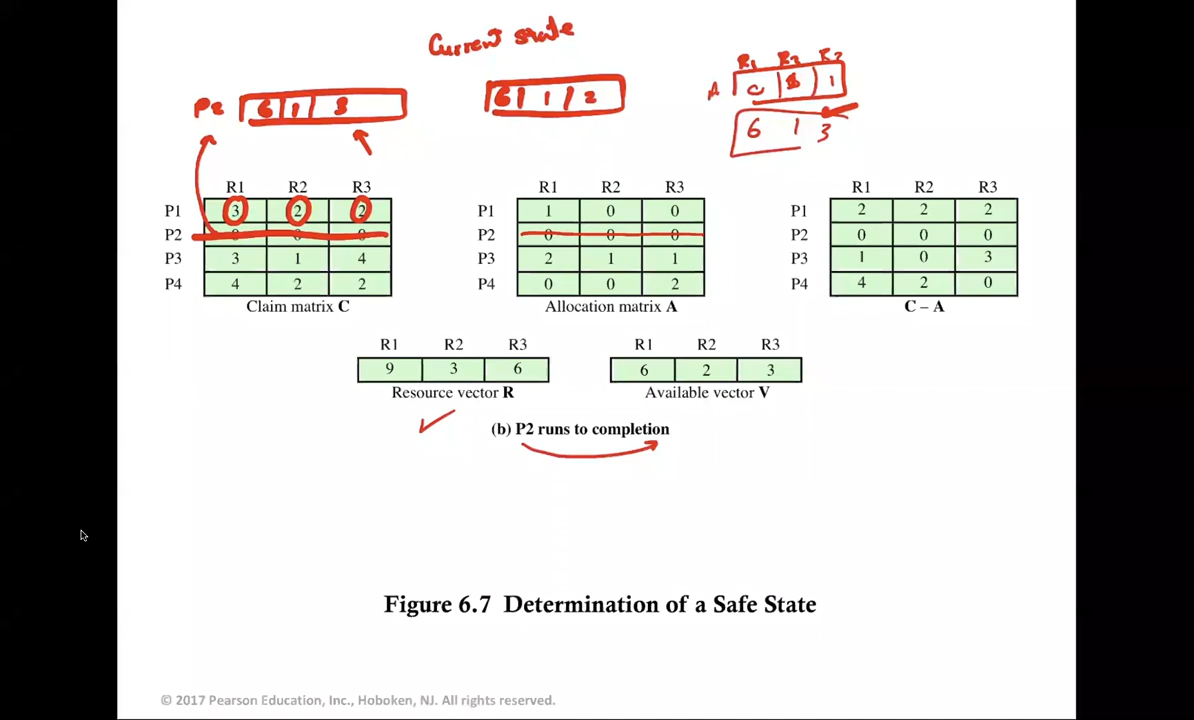 Current state
R1 R2 R3
P2 6 1 3
6 1 2
A 0 1
6 1 3
R1 R2 R3 R1 R2 R3 R1 R2 R3
P1 3 2 2 P1 1 0 0 P1 2 2 2
P2 0 0 0 P2 0 0 0 P2 0 0 0
P3 3 1 4 P3 2 1 1 P3 1 0 3
P4 4 2 2 P4 0 0 2 P4 4 2 0
Claim matrix C Allocation matrix A C – A
R1 R2 R3 R1 R2 R3
9 3 6 6 2 3
Resource vector R Available vector V
(b) P2 runs to completion
Figure 6.7 Determination of a Safe State
© 2017 Pearson Education, Inc., Hoboken, NJ. All rights reserved.